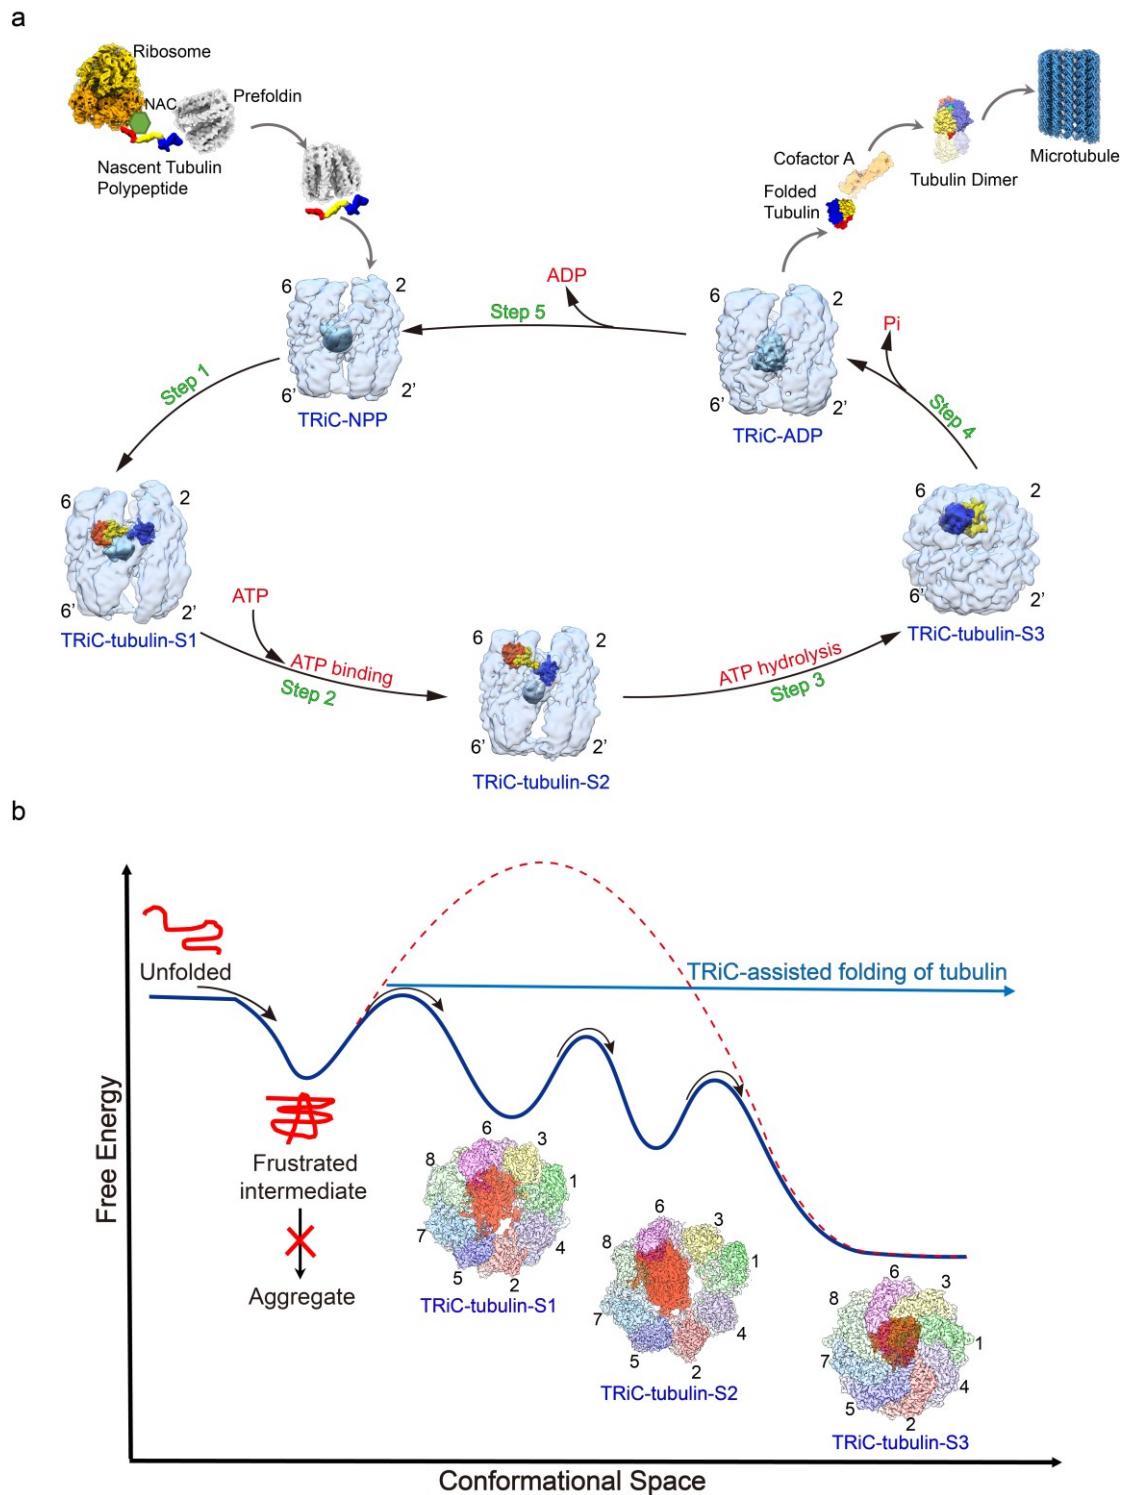 a
Ribosome
NAC
Prefoldin
Nascent Tubulin
Polypeptide
Cofactor A
Folded
Tubulin
Tubulin Dimer
Microtubule
6
2
6’
2’
TRiC-NPP
ADP
Step 5
6
2
6’
2’
TRiC-ADP
Pi
Step 4
Step 1
6
2
6’
2’
TRiC-tubulin-S1
ATP
ATP binding
Step 2
6
2
6’
2’
TRiC-tubulin-S2
ATP hydrolysis
Step 3
6
2
6’
2’
TRiC-tubulin-S3
b
Free Energy
Unfolded
TRiC-assisted folding of tubulin
Frustrated
intermediate
Aggregate
6
3
8
1
7
4
5
2
TRiC-tubulin-S1
6
3
8
1
7
4
5
2
TRiC-tubulin-S2
6
3
8
1
7
4
5
2
TRiC-tubulin-S3
Conformational Space